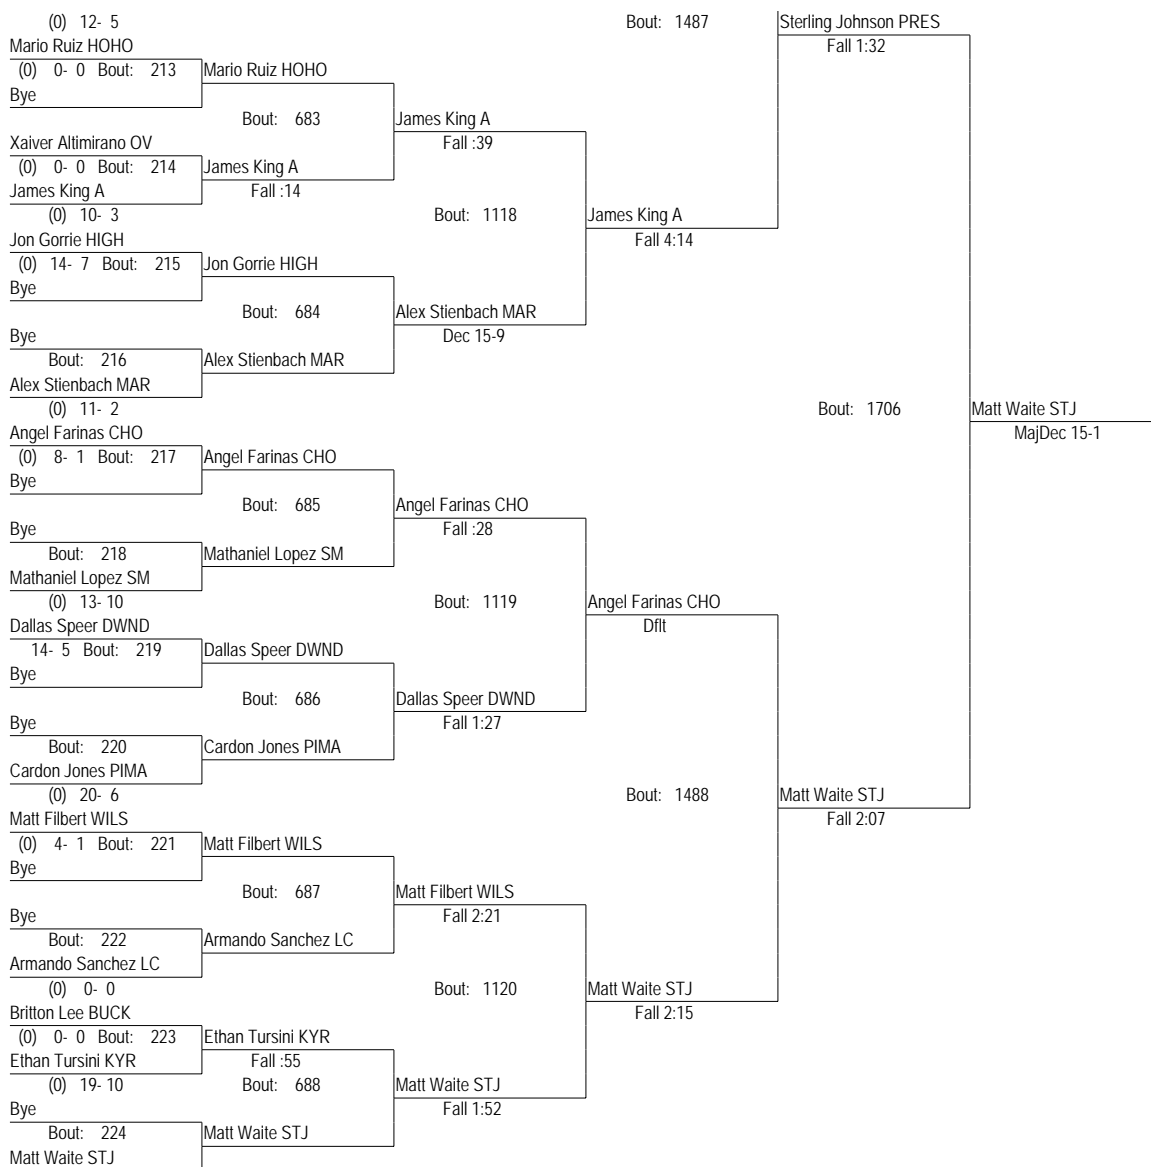 (0) 12- 5 Bout: 1487 Sterling Johnson PRES
Mario Ruiz HOHO Fall 1:32
(0) 0- 0 Bout: 213 Mario Ruiz HOHO
Bye
Bout: 683 James King A
Xaiver Altimirano OV Fall :39
(0) 0- 0 Bout: 214 James King A
James King A Fall :14
(0) 10- 3 Bout: 1118 James King A
Jon Gorrie HIGH Fall 4:14
(0) 14- 7 Bout: 215 Jon Gorrie HIGH
Bye
Bout: 684 Alex Stienbach MAR
Bye Dec 15-9
Bout: 216 Alex Stienbach MAR
Alex Stienbach MAR
(0) 11- 2 Bout: 1706 Matt Waite STJ
Angel Farinas CHO MajDec 15-1
(0) 8- 1 Bout: 217 Angel Farinas CHO
Bye
Bout: 685 Angel Farinas CHO
Bye Fall :28
Bout: 218 Mathaniel Lopez SM
Mathaniel Lopez SM
(0) 13- 10 Bout: 1119 Angel Farinas CHO
Dallas Speer DWND Dflt
14- 5 Bout: 219 Dallas Speer DWND
Bye
Bout: 686 Dallas Speer DWND
Bye Fall 1:27
Bout: 220 Cardon Jones PIMA
Cardon Jones PIMA
(0) 20- 6 Bout: 1488 Matt Waite STJ
Matt Filbert WILS Fall 2:07
(0) 4- 1 Bout: 221 Matt Filbert WILS
Bye
Bout: 687 Matt Filbert WILS
Bye Fall 2:21
Bout: 222 Armando Sanchez LC
Armando Sanchez LC
(0) 0- 0 Bout: 1120 Matt Waite STJ
Britton Lee BUCK Fall 2:15
(0) 0- 0 Bout: 223 Ethan Tursini KYR
Ethan Tursini KYR Fall :55
(0) 19- 10 Bout: 688 Matt Waite STJ
Bye Fall 1:52
Bout: 224 Matt Waite STJ
Matt Waite STJ